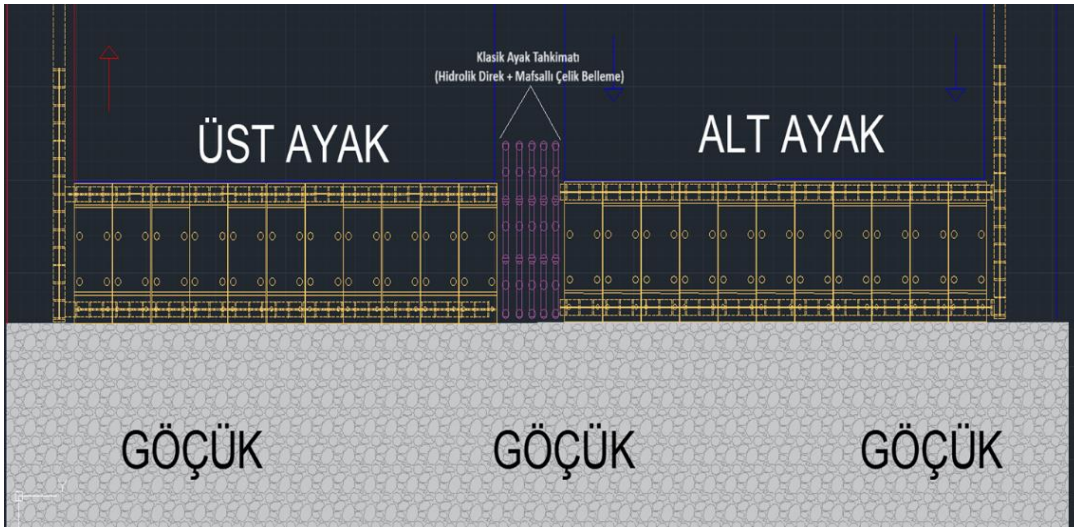 Klasik Ayak Tahkimatı
(Hidrolik Direk + Mafsallı Çelik Belleme)
ÜST AYAK
ALT AYAK
GÖÇÜK
GÖÇÜK
GÖÇÜK